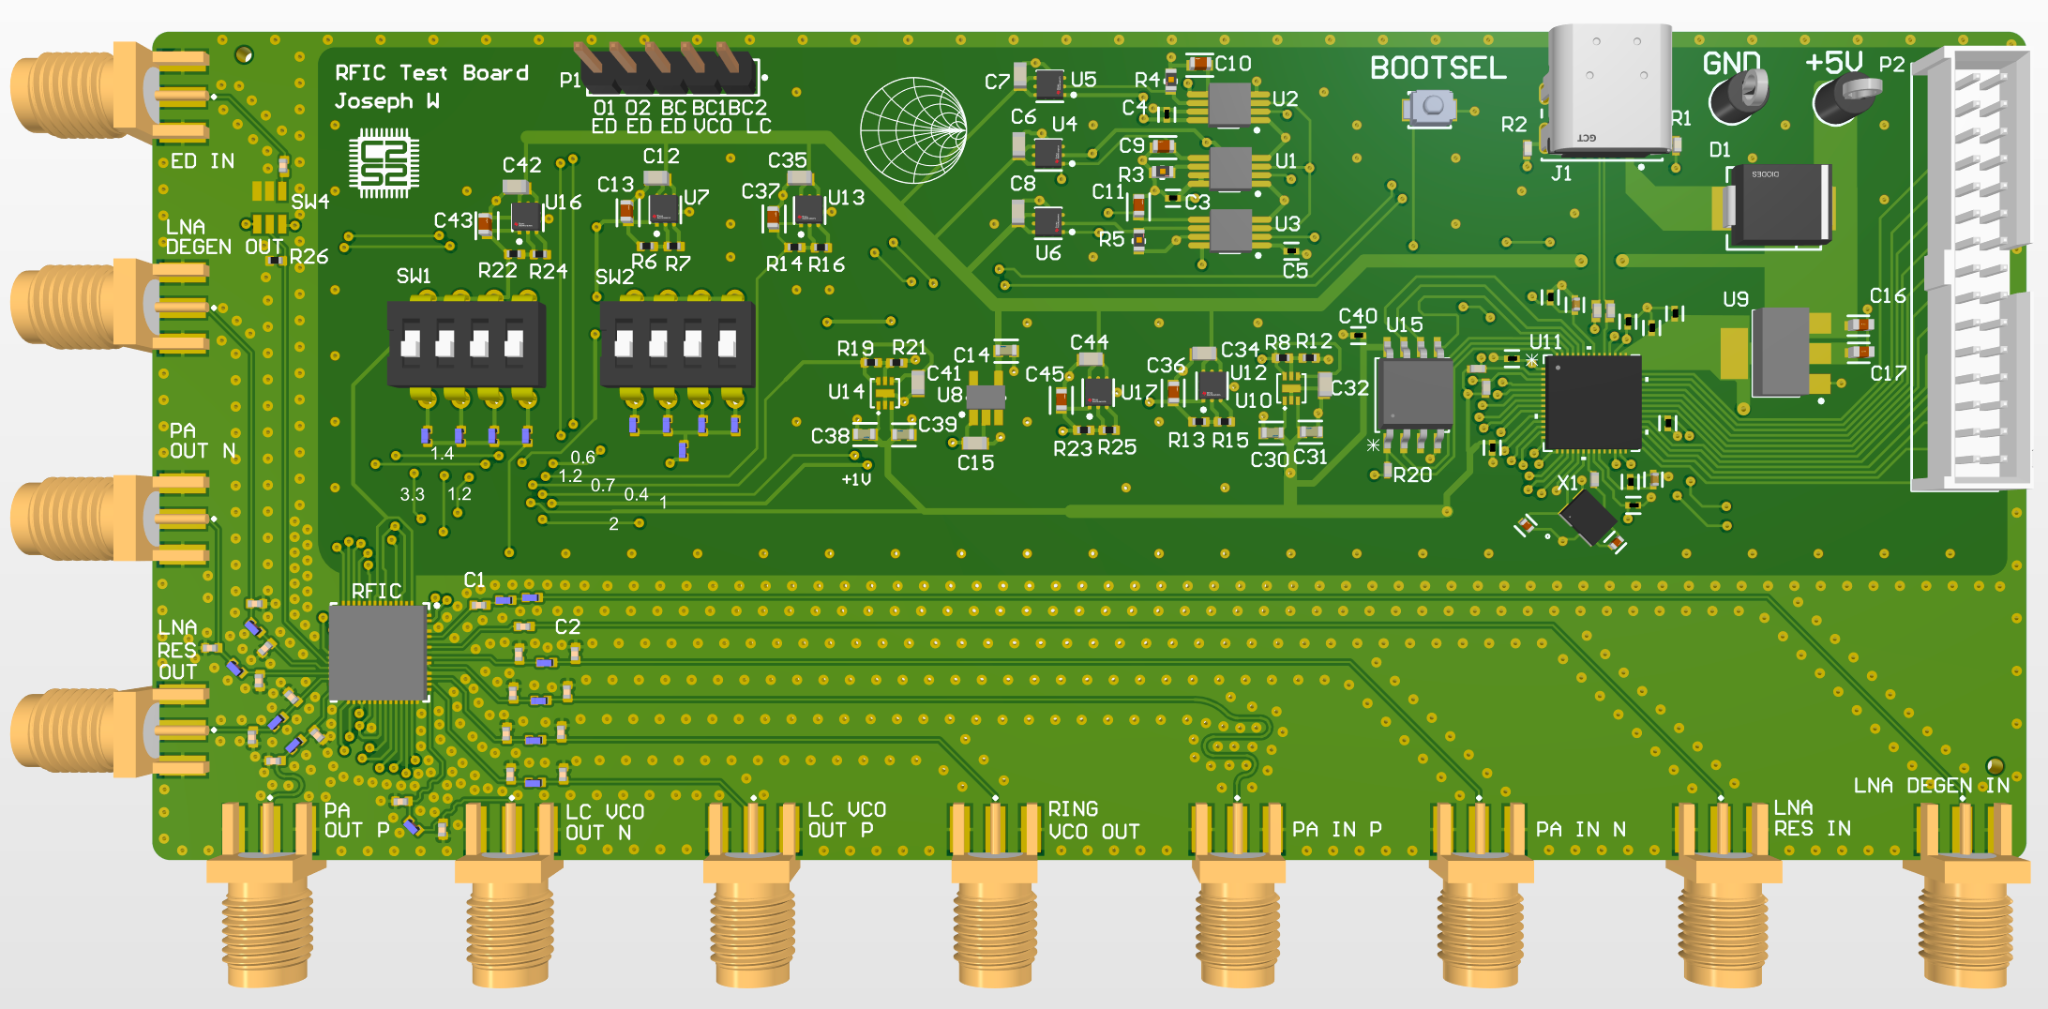 RFIC Test Board
Joseph W
P1
O1 O2 BC BC1BC2
ED ED ED VCO LC
C7
U5
R4
C10
C4
U2
C6
U4
C9
U1
R3
C8
C11
C3
U3
U6
R5
C5
BOOTSEL
GND
+5V
P2
R2
R1
GCT
J1
D1
DIODES
ED IN
SW4
LNA
DEGEN OUT
R26
C42
U16
C43
R22 R24
C12
C13
U7
R6 R7
C35
C37
U13
R14 R16
SW1
SW2
R19 R21
U14
C41
C38
C39
+1V
C14
U8
C15
C44
C45
U17
R23 R25
C34
C36
U12
R13 R15
R8 R12
U10
C32
C30 C31
C40
U15
R20
U11
X1
U9
C16
C17
1.4
3.3
1.2
0.6
1.2
0.7
0.4
1
2
PA
OUT N
RFIC
C1
C2
LNA
RES
OUT
PA
OUT P
LC VCO
OUT N
LC VCO
OUT P
RING
VCO OUT
PA IN P
PA IN N
LNA
RES IN
LNA DEGEN IN